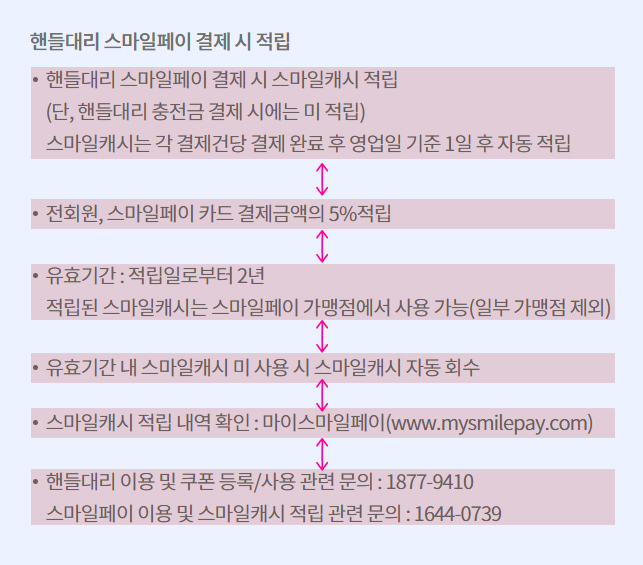 핸들대리 스마일페이 결제 시 적립
• 핸들대리 스마일페이 결제 시 스마일캐시 적립
(단, 핸들대리 충전금 결제 시에는 미 적립)
스마일캐시는 각 결제건당 결제 완료 후 영업일 기준 1일 후 자동 적립
• 전회원, 스마일페이 카드 결제금액의 5%적립
• 유효기간 : 적립일로부터 2년
적립된 스마일캐시는 스마일페이 가맹점에서 사용 가능(일부 가맹점 제외)
• 유효기간 내 스마일캐시 미 사용 시 스마일캐시 자동 회수
• 스마일캐시 적립 내역 확인 : 마이스마일페이(www.mysmilepay.com)
• 핸들대리 이용 및 쿠폰 등록/사용 관련 문의 : 1877-9410
스마일페이 이용 및 스마일캐시 적립 관련 문의 : 1644-0739